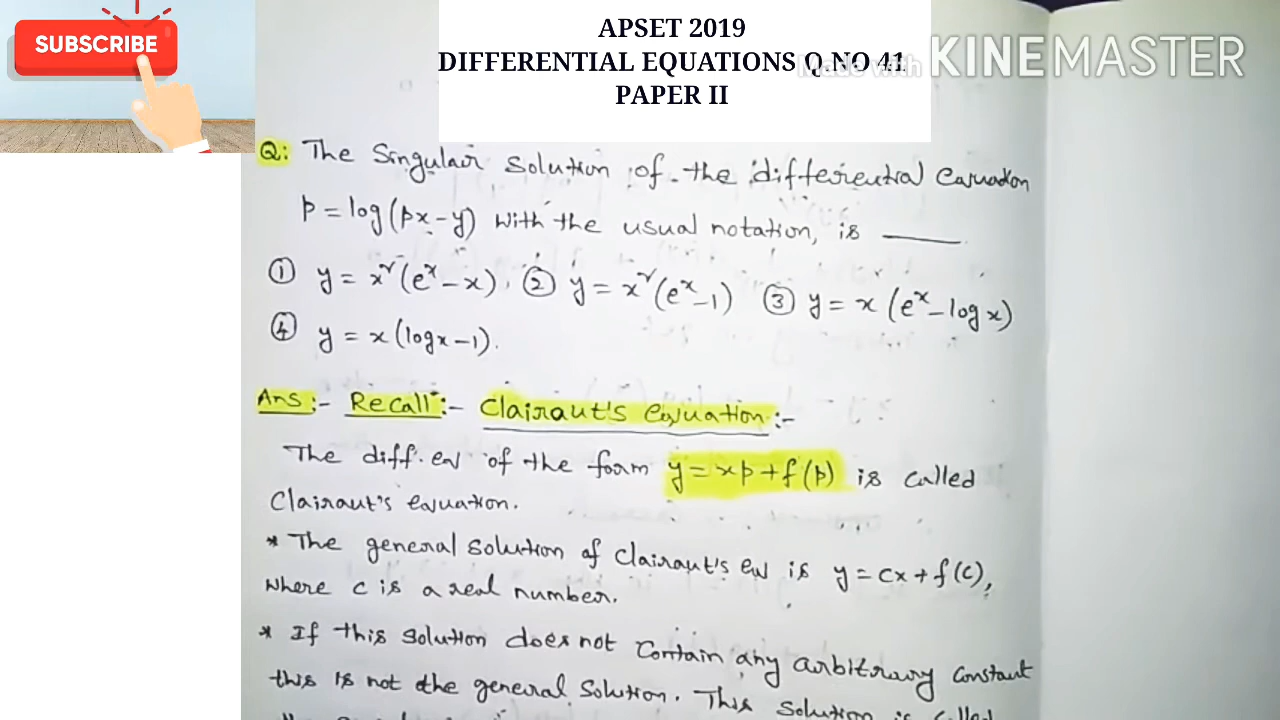 SUBSCRIBE
APSET 2019
DIFFERENTIAL EQUATIONS Q NO 41
PAPER II
Made with KINEMASTER
Q: The Singular Solution of the differential equation
p = log(px-y) with the usual notation, is ____.
① y = x²(eˣ - x). ② y = x²(eˣ-1) ③ y = x (eˣ - log x)
④ y = x (log x - 1).
Ans:- Recall:- Clairaut's equation:-
The diff. eq of the form y = xp + f(p) is called
Clairaut's equation.
* The general solution of Clairaut's eq is y = cx + f(c),
where c is a real number.
* If this solution does not contain any arbitrary constant
this is not the general solution. This solution is called